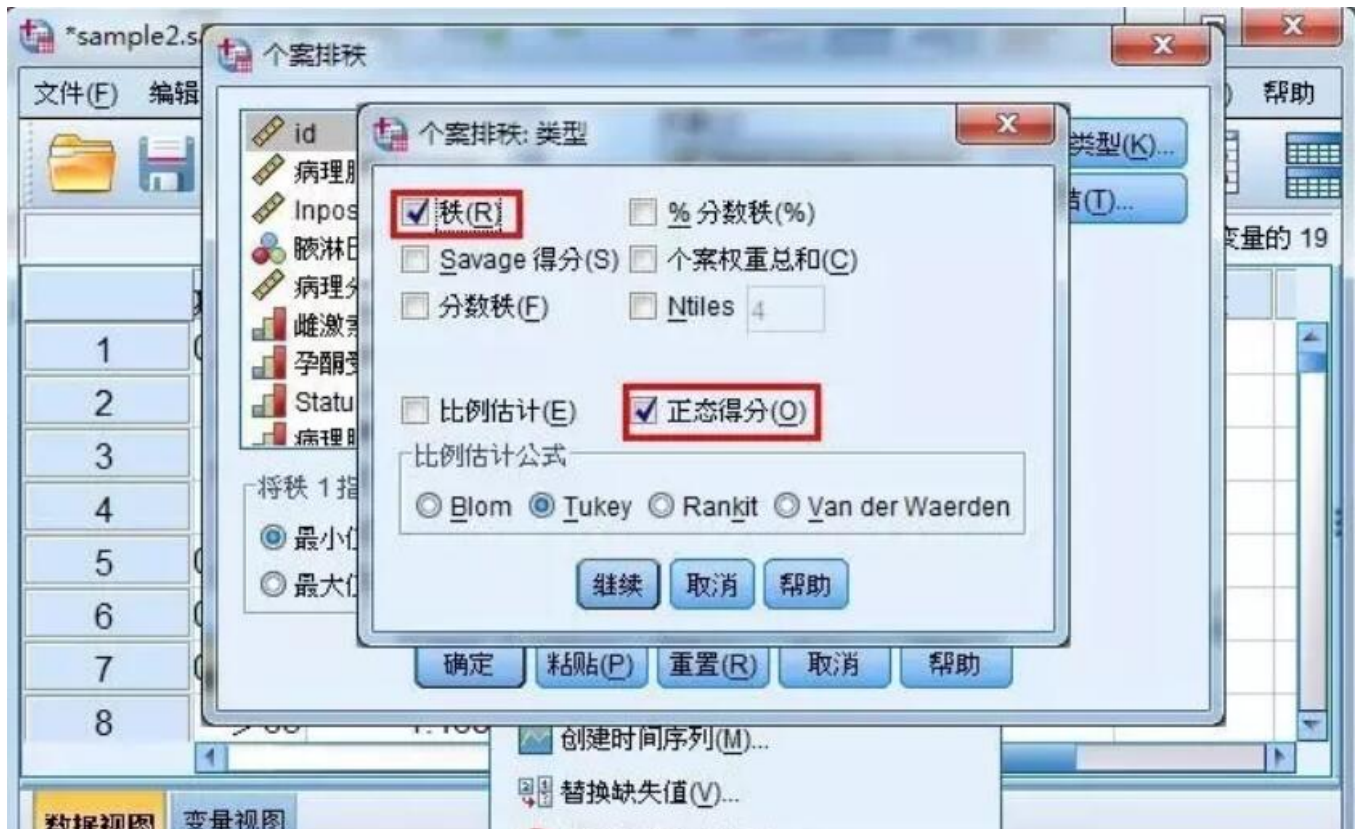 *sample2.s
个案排秩
文件(F) 编辑
帮助
id
个案排秩: 类型
类型(K)...
病理
秩(R)
% 分数秩(%)
(T)...
Inpos
腋淋
Savage 得分(S)
个案权重总和(C)
变量的 19
病理
分数秩(F)
Ntiles 4
雌激
1
孕酮
Statu
比例估计(E)
正态得分(O)
2
病理
比例估计公式
3
将秩 1 指
Blom Tukey Rankit Van der Waerden
4
最小
5
继续 取消 帮助
最大
6
确定 粘贴(P) 重置(R) 取消 帮助
7
8
创建时间序列(M)...
替换缺失值(V)...
数据视图 变量视图